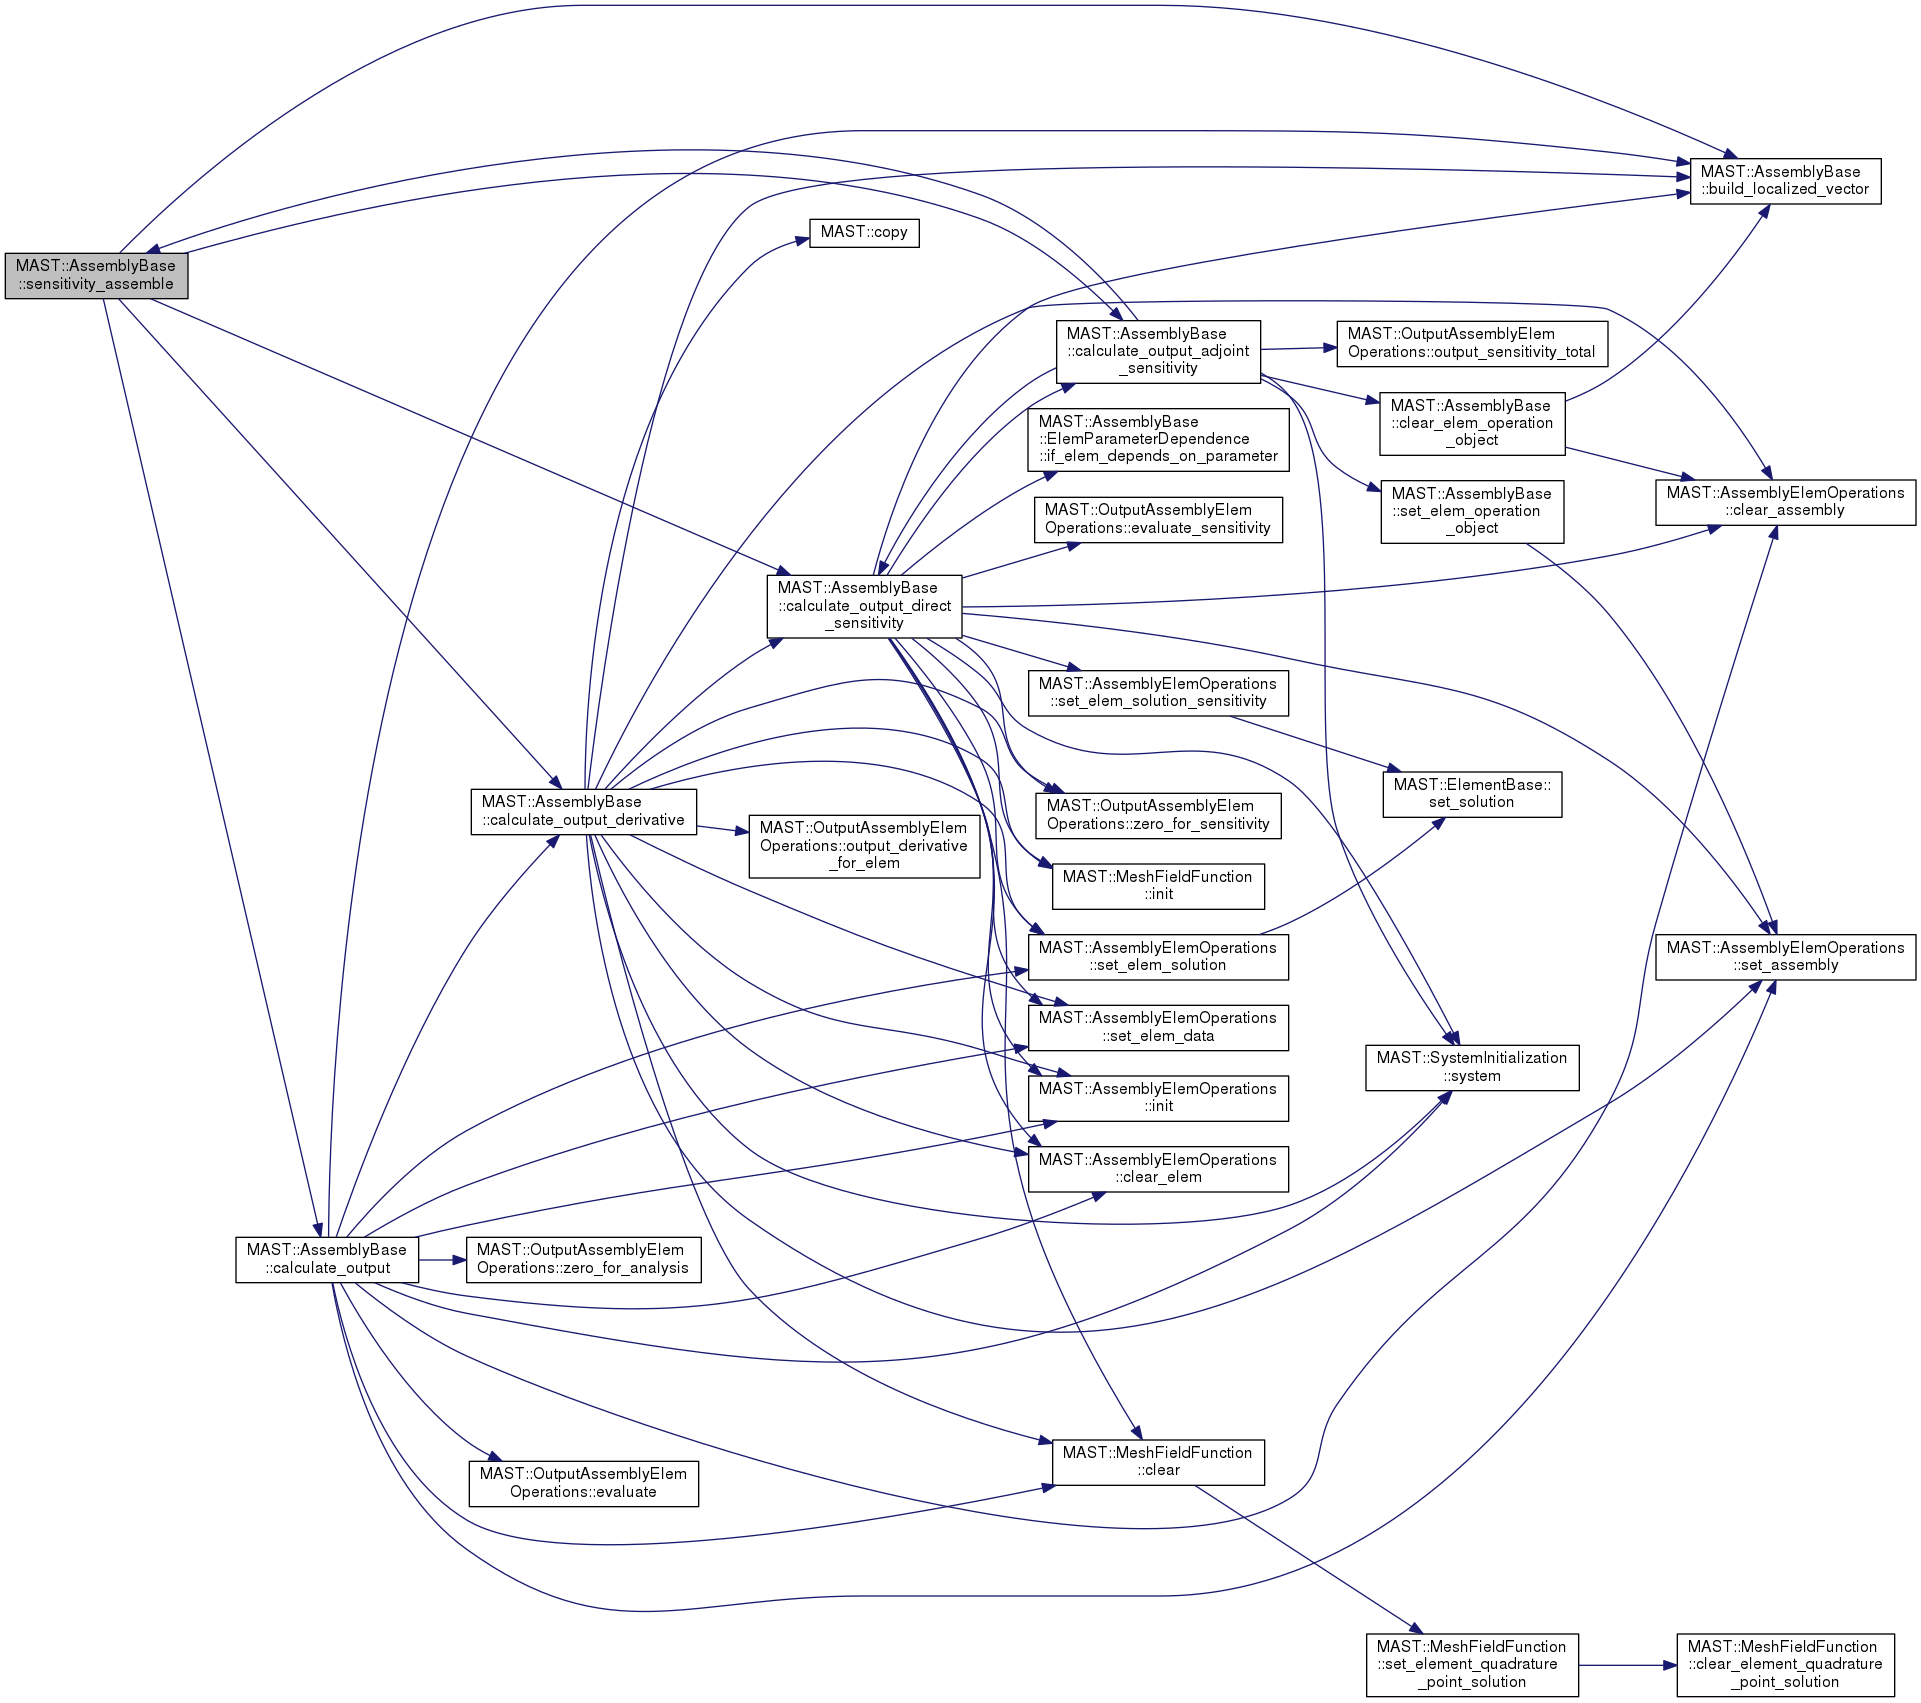 MAST::AssemblyBase
::build_localized_vector
MAST::copy
MAST::AssemblyBase
::sensitivity_assemble
MAST::AssemblyBase
::calculate_output_adjoint
_sensitivity
MAST::OutputAssemblyElem
Operations::output_sensitivity_total
MAST::AssemblyBase
::clear_elem_operation
_object
MAST::AssemblyBase
::ElemParameterDependence
::if_elem_depends_on_parameter
MAST::AssemblyBase
::set_elem_operation
_object
MAST::AssemblyElemOperations
::clear_assembly
MAST::OutputAssemblyElem
Operations::evaluate_sensitivity
MAST::AssemblyBase
::calculate_output_direct
_sensitivity
MAST::AssemblyElemOperations
::set_elem_solution_sensitivity
MAST::ElementBase::
set_solution
MAST::AssemblyBase
::calculate_output_derivative
MAST::OutputAssemblyElem
Operations::zero_for_sensitivity
MAST::OutputAssemblyElem
Operations::output_derivative
_for_elem
MAST::MeshFieldFunction
::init
MAST::AssemblyElemOperations
::set_elem_solution
MAST::AssemblyElemOperations
::set_assembly
MAST::AssemblyElemOperations
::set_elem_data
MAST::SystemInitialization
::system
MAST::AssemblyElemOperations
::init
MAST::AssemblyElemOperations
::clear_elem
MAST::AssemblyBase
::calculate_output
MAST::OutputAssemblyElem
Operations::zero_for_analysis
MAST::MeshFieldFunction
::clear
MAST::OutputAssemblyElem
Operations::evaluate
MAST::MeshFieldFunction
::set_element_quadrature
_point_solution
MAST::MeshFieldFunction
::clear_element_quadrature
_point_solution